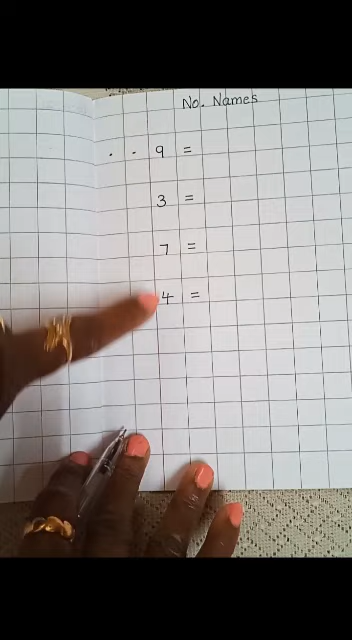 No. Names
. - 9 =
3 =
7 =
4 =